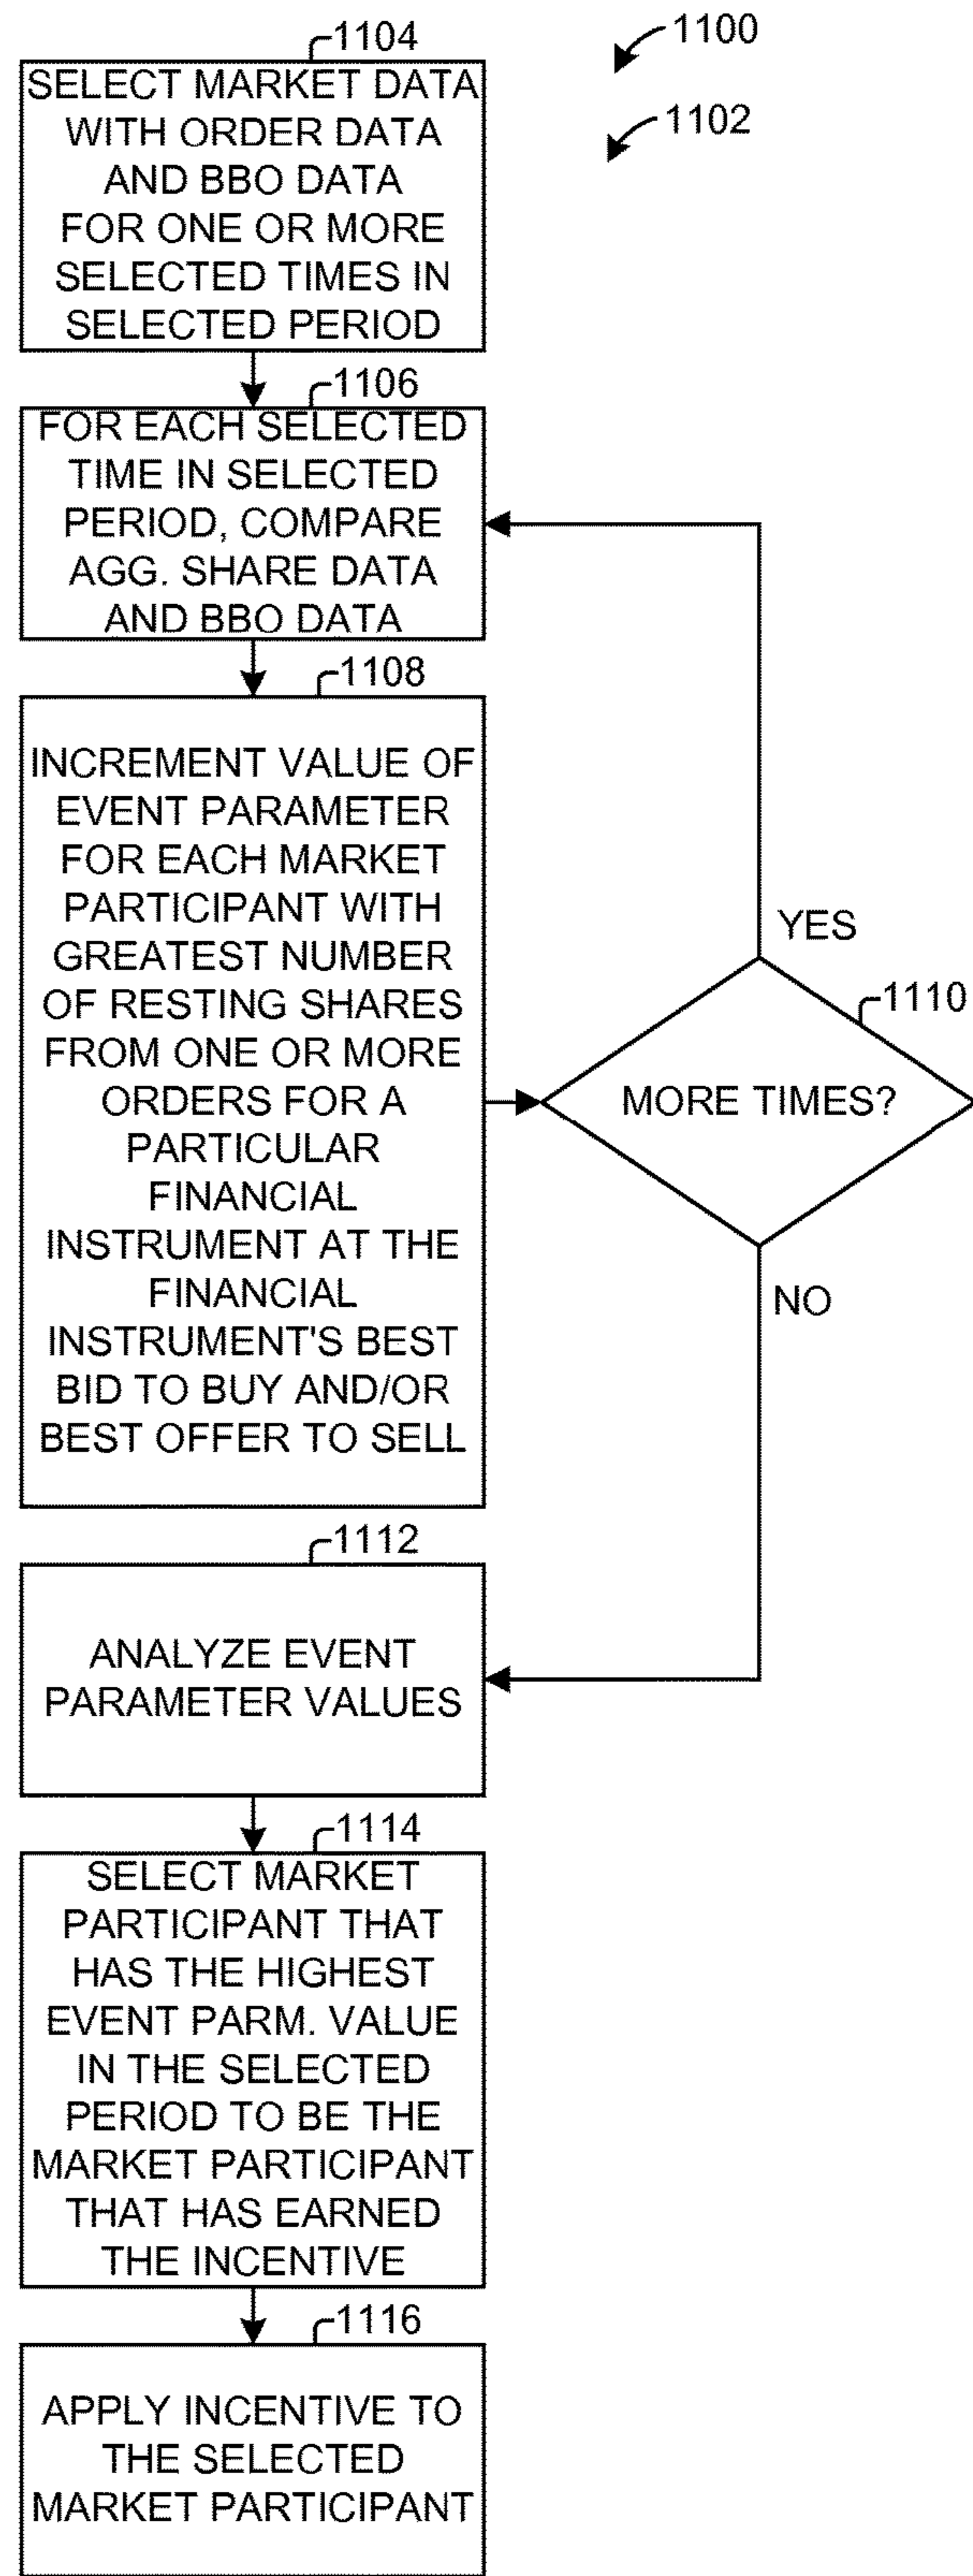 1100
1102
1104
SELECT MARKET DATA
WITH ORDER DATA
AND BBO DATA
FOR ONE OR MORE
SELECTED TIMES IN
SELECTED PERIOD
1106
FOR EACH SELECTED
TIME IN SELECTED
PERIOD, COMPARE
AGG. SHARE DATA
AND BBO DATA
1108
INCREMENT VALUE OF
EVENT PARAMETER
FOR EACH MARKET
PARTICIPANT WITH
GREATEST NUMBER
OF RESTING SHARES
FROM ONE OR MORE
ORDERS FOR A
PARTICULAR
FINANCIAL
INSTRUMENT AT THE
FINANCIAL
INSTRUMENT'S BEST
BID TO BUY AND/OR
BEST OFFER TO SELL
1110
MORE TIMES?
YES
NO
1112
ANALYZE EVENT
PARAMETER VALUES
1114
SELECT MARKET
PARTICIPANT THAT
HAS THE HIGHEST
EVENT PARM. VALUE
IN THE SELECTED
PERIOD TO BE THE
MARKET PARTICIPANT
THAT HAS EARNED
THE INCENTIVE
1116
APPLY INCENTIVE TO
THE SELECTED
MARKET PARTICIPANT